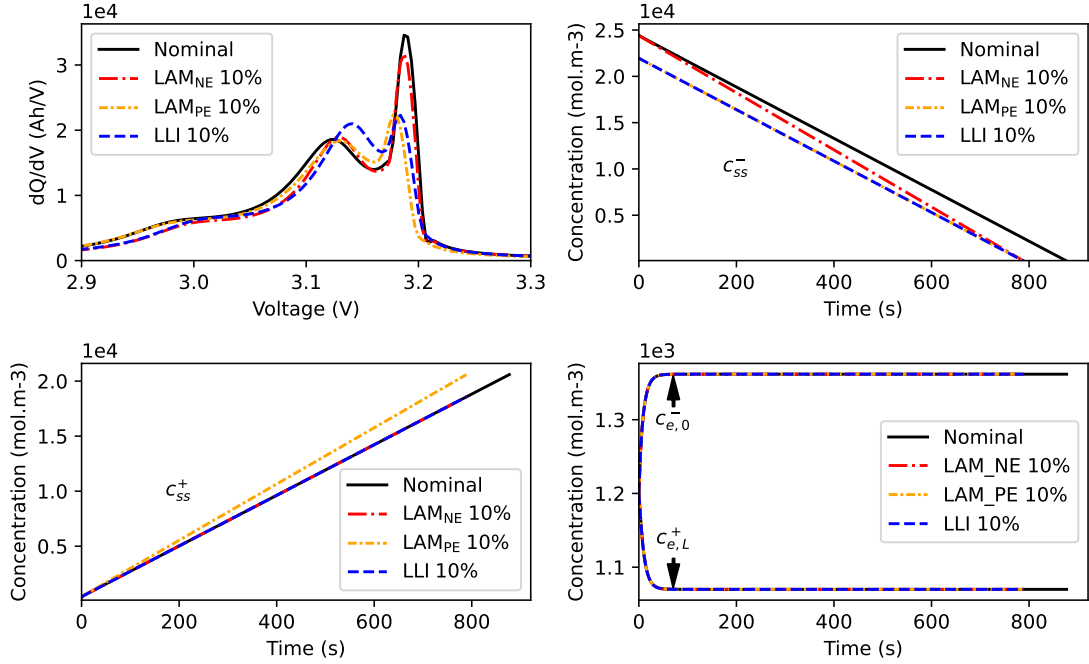 1e4
dQ/dV (Ah/V)
3
2
1
0
Nominal
LAM_NE 10%
LAM_PE 10%
LLI 10%
2.9 3.0 3.1 3.2 3.3
Voltage (V)
1e4
Concentration (mol.m-3)
2.5
2.0
1.5
1.0
0.5
Nominal
LAM_NE 10%
LAM_PE 10%
LLI 10%
c_ss^-
0 200 400 600 800
Time (s)
1e4
Concentration (mol.m-3)
2.0
1.5
1.0
0.5
c_ss^+
Nominal
LAM_NE 10%
LAM_PE 10%
LLI 10%
0 200 400 600 800
Time (s)
1e3
Concentration (mol.m-3)
1.3
1.2
1.1
c_e,0^-
c_e,L^+
Nominal
LAM_NE 10%
LAM_PE 10%
LLI 10%
0 200 400 600 800
Time (s)